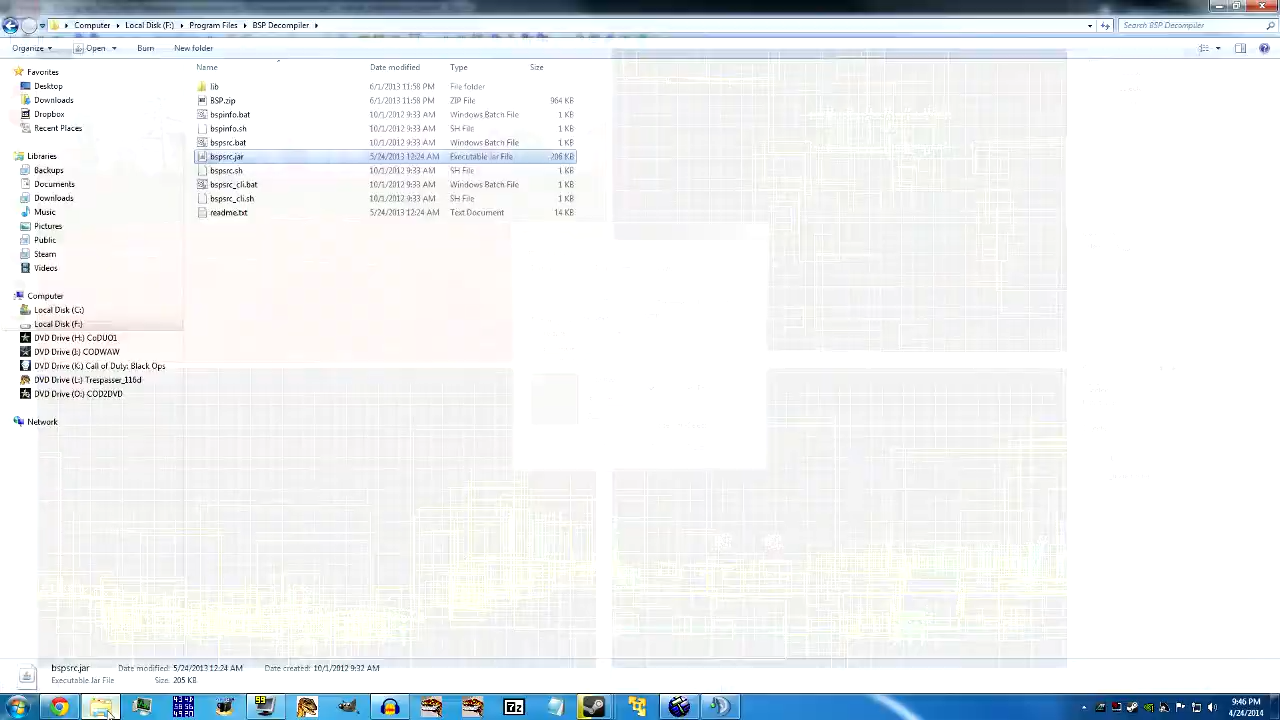 Computer ▸ Local Disk (F:) ▸ Program Files ▸ BSP Decompiler ▸ Search BSP Decompiler
Organize Open Burn New folder
Name Date modified Type Size
Favorites
Desktop
Downloads
Dropbox
Recent Places
Libraries
Backups
Documents
Downloads
Music
Pictures
Public
Steam
Videos
Computer
Local Disk (C:)
Local Disk (F:)
DVD Drive (H:) CoDUO1
DVD Drive (I:) CODWAW
DVD Drive (K:) Call of Duty: Black Ops
DVD Drive (L:) Trespasser_116d
DVD Drive (O:) COD2DVD
Network
lib 6/1/2013 11:58 PM File folder
BSP.zip 6/1/2013 11:58 PM ZIP File 964 KB
bspinfo.bat 10/1/2012 9:33 AM Windows Batch File 1 KB
bspinfo.sh 10/1/2012 9:33 AM SH File 1 KB
bspsrc.bat 10/1/2012 9:33 AM Windows Batch File 1 KB
bspsrc.jar 5/24/2013 12:24 AM Executable Jar File 206 KB
bspsrc.sh 10/1/2012 9:33 AM SH File 1 KB
bspsrc_cli.bat 10/1/2012 9:33 AM Windows Batch File 1 KB
bspsrc_cli.sh 10/1/2012 9:33 AM SH File 1 KB
readme.txt 5/24/2013 12:24 AM Text Document 14 KB
bspsrc.jar Date modified: 5/24/2013 12:24 AM Date created: 10/1/2012 9:32 AM
Executable Jar File Size: 205 KB
9:46 PM
4/27/2014